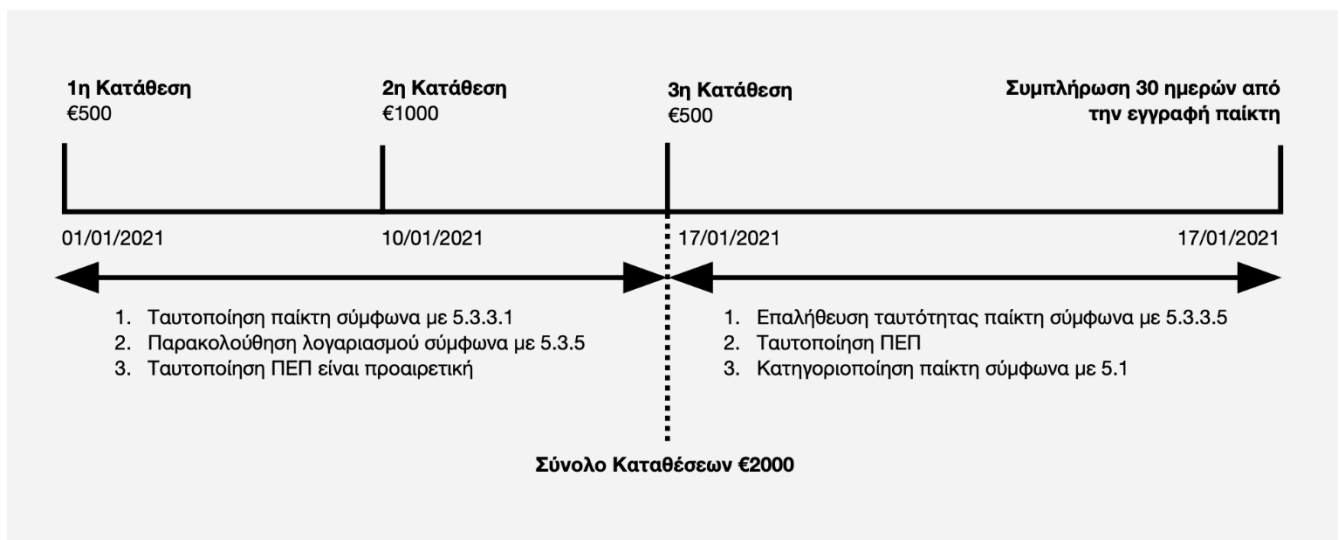 1η Κατάθεση
€500
2η Κατάθεση
€1000
3η Κατάθεση
€500
Συμπλήρωση 30 ημερών από
την εγγραφή παίκτη
01/01/2021
10/01/2021
17/01/2021
17/01/2021
1. Ταυτοποίηση παίκτη σύμφωνα με 5.3.3.1
2. Παρακολούθηση λογαριασμού σύμφωνα με 5.3.5
3. Ταυτοποίηση ΠΕΠ είναι προαιρετική
1. Επαλήθευση ταυτότητας παίκτη σύμφωνα με 5.3.3.5
2. Ταυτοποίηση ΠΕΠ
3. Κατηγοριοποίηση παίκτη σύμφωνα με 5.1
Σύνολο Καταθέσεων €2000